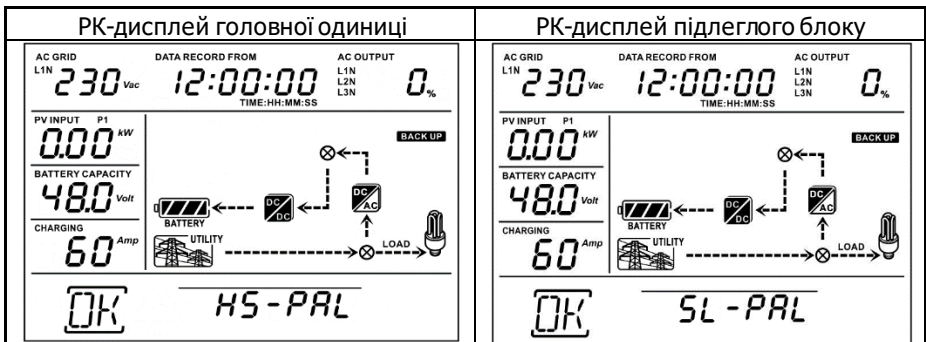 РК-дисплей головної одиниці
AC GRID DATA RECORD FROM AC OUTPUT
L1N 230 Vac 12:00:00 L1N L2N L3N 0%
TIME:HH:MM:SS
PV INPUT P1
0.00 kW
BACK UP
BATTERY CAPACITY
48.0 Volt
DC/DC
DC/AC
BATTERY
CHARGING
60 Amp
UTILITY
LOAD
OK HS-PAL
РК-дисплей підлеглого блоку
AC GRID DATA RECORD FROM AC OUTPUT
L1N 230 Vac 12:00:00 L1N L2N L3N 0%
TIME:HH:MM:SS
PV INPUT P1
0.00 kW
BACK UP
BATTERY CAPACITY
48.0 Volt
DC/DC
DC/AC
BATTERY
CHARGING
60 Amp
UTILITY
LOAD
OK SL-PAL